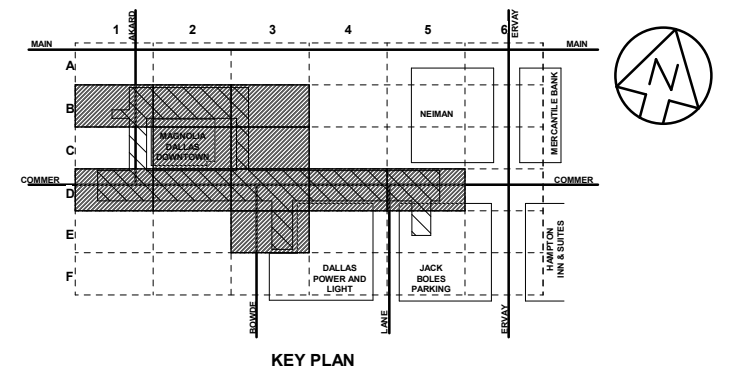 1 2 3 4 5 6
AKARD
ERVAY
MAIN
MAIN
A
B
C
D
E
F
NEIMAN
MERCANTILE BANK
MAGNOLIA
DALLAS
DOWNTOWN
COMMER
COMMER
DALLAS
POWER AND
LIGHT
JACK
BOLES
PARKING
HAMPTON
INN & SUITES
BOWDE
LANE
ERVAY
N
KEY PLAN